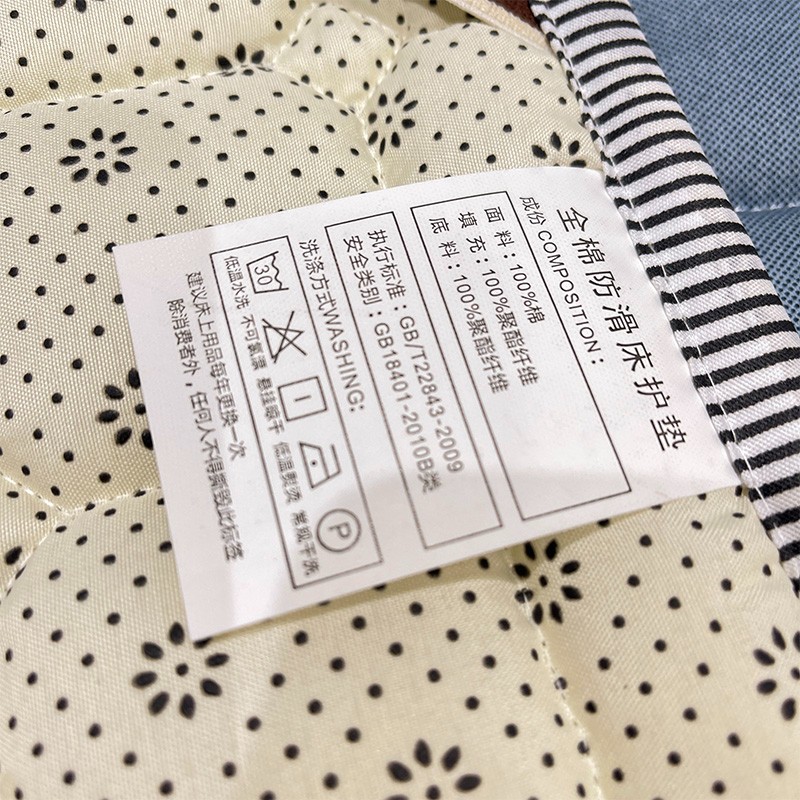 全棉防滑床护垫
成份 COMPOSITION:
面 料:100%棉
填 充:100%聚酯纤维
底 料:100%聚酯纤维
执行标准:GB/T22843-2009
安全类别:GB18401-2010B类
洗涤方式WASHING:
30
P
低温水洗 不可氯漂 悬挂晾干 低温熨烫 常规干洗
建议床上用品每年更换一次
除消费者外,任何人不得剪毁此标签